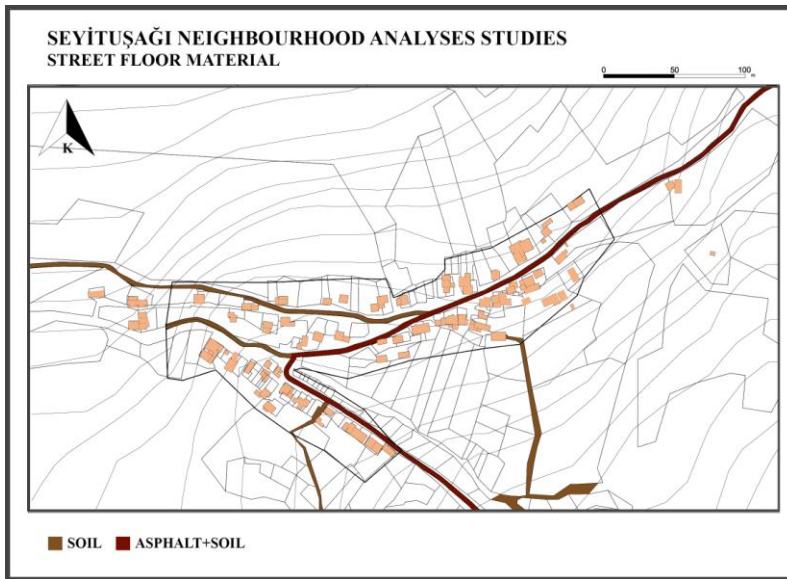 SEYİTUŞAĞI NEIGHBOURHOOD ANALYSES STUDIES
STREET FLOOR MATERIAL
0 50 100
m
K
SOIL ASPHALT+SOIL